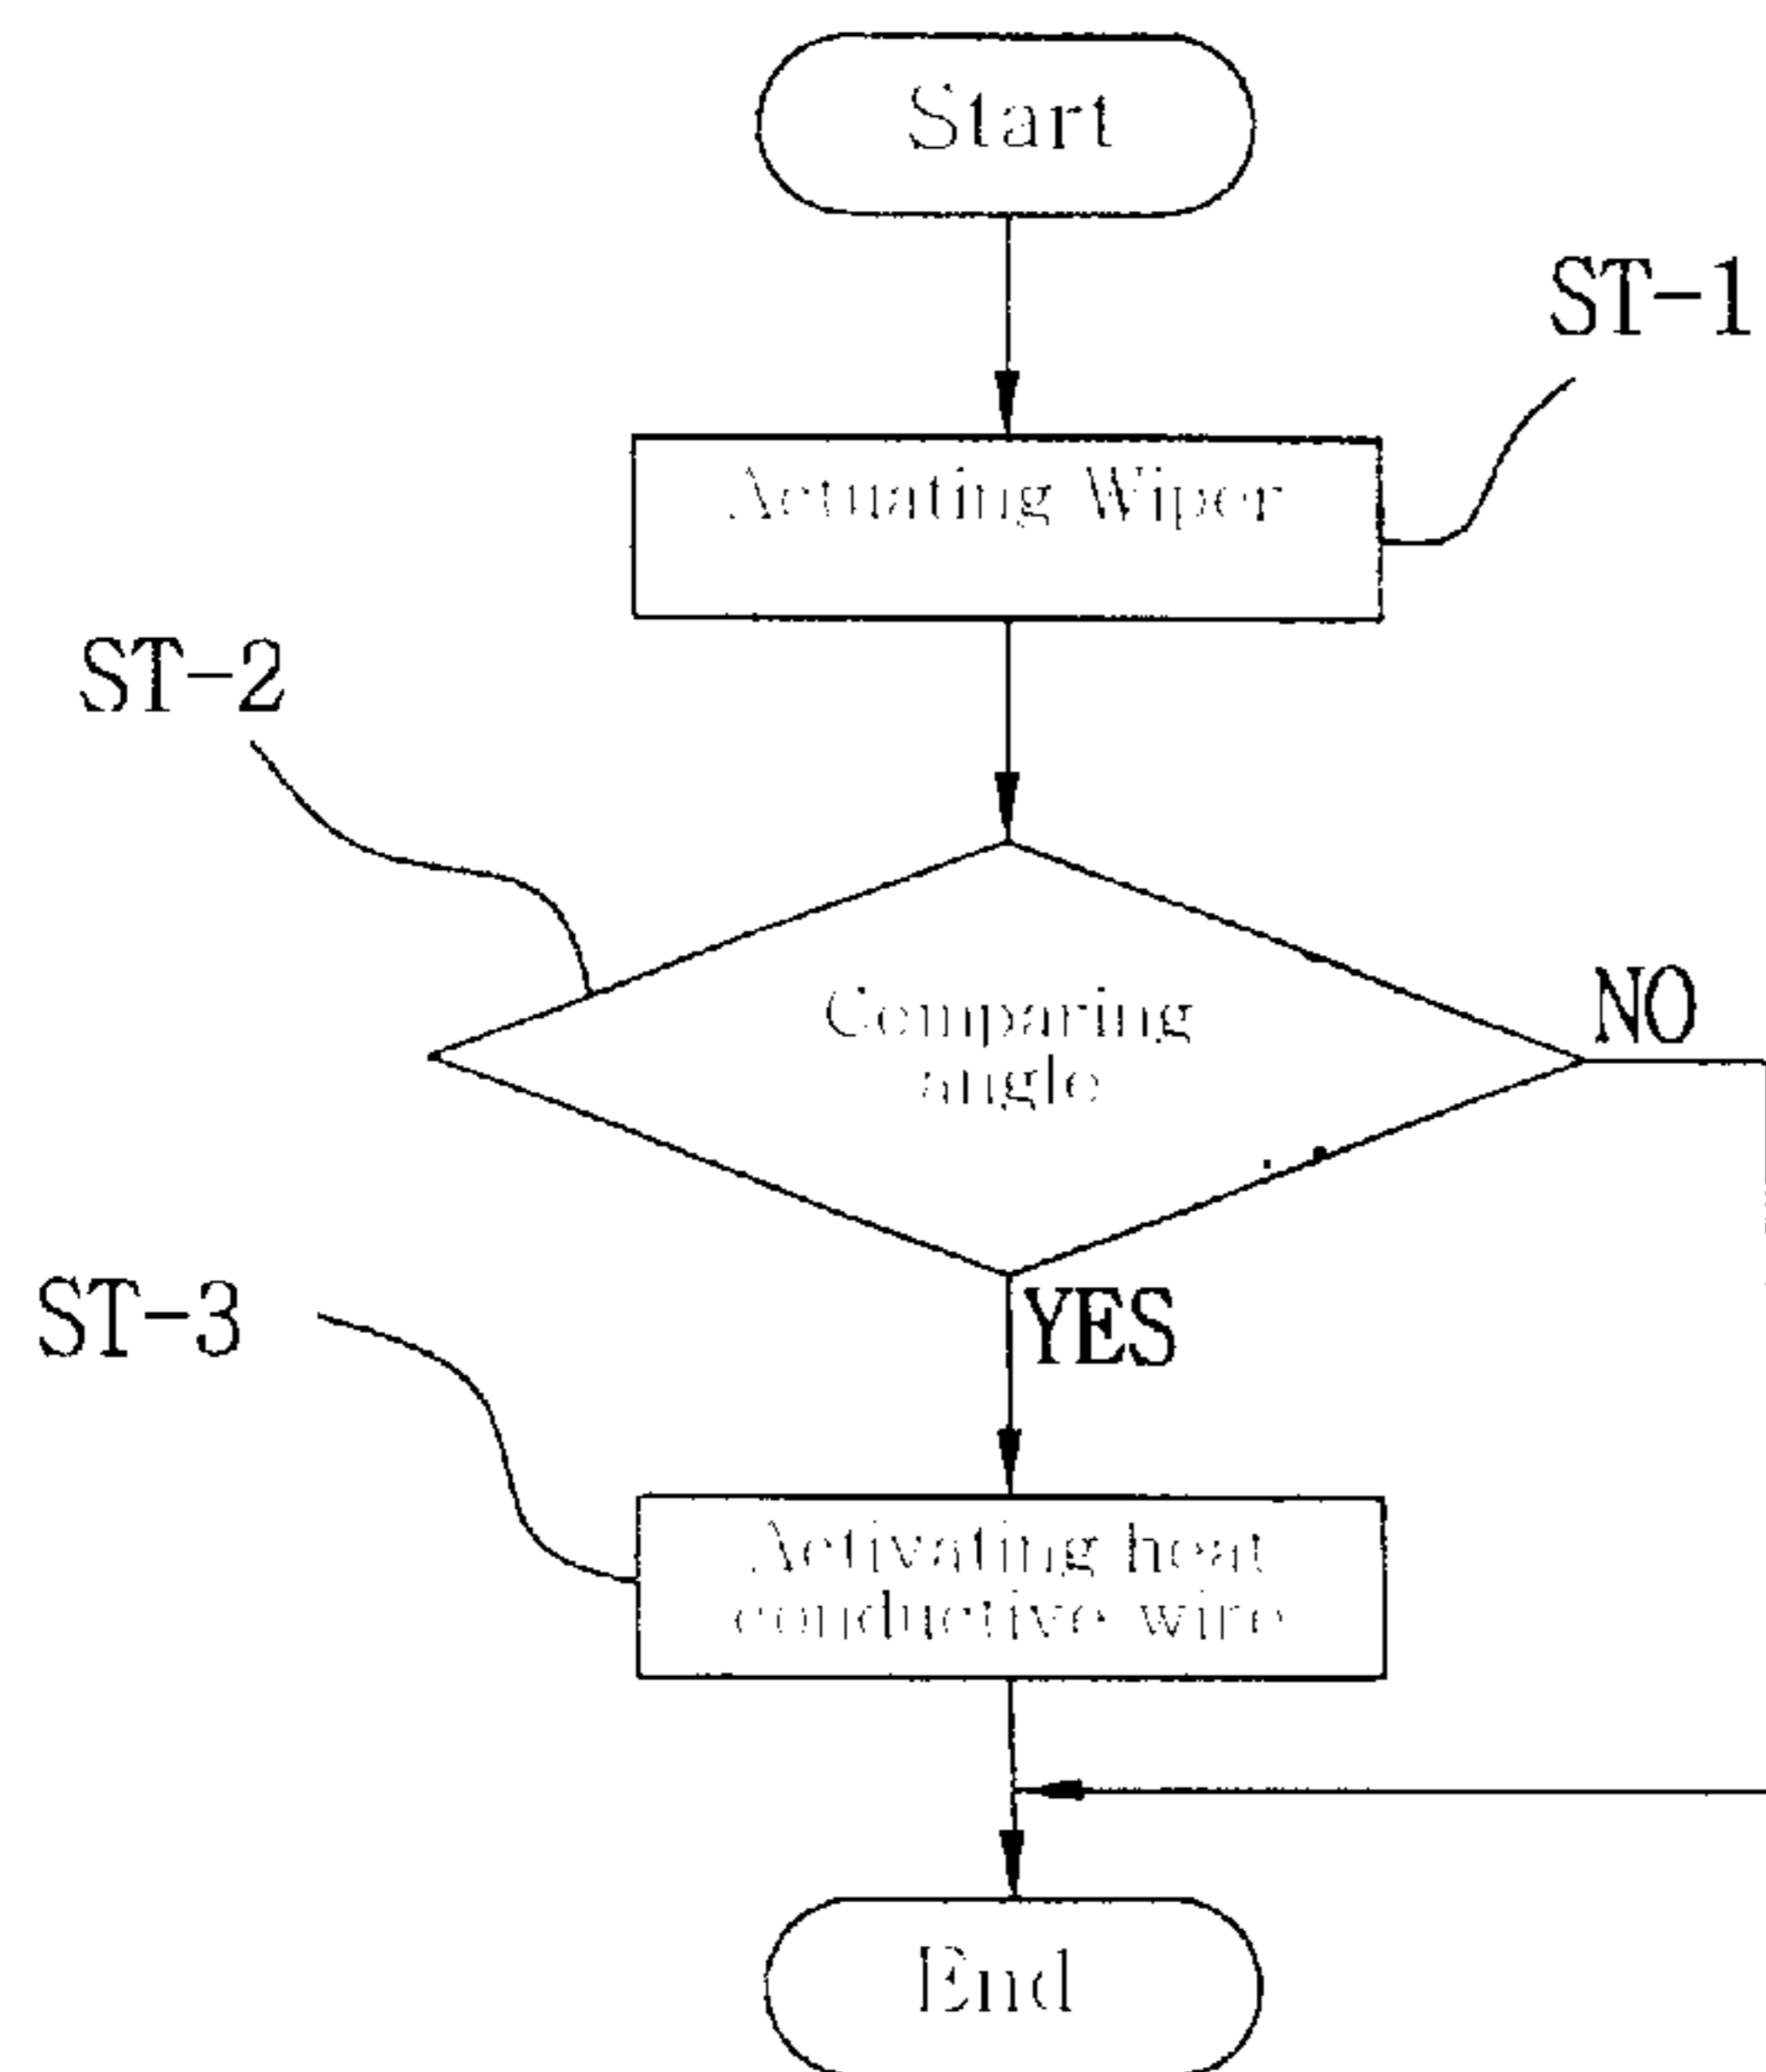 Start
ST-1
Actuating Wiper
ST-2
Comparing
angle
NO
YES
ST-3
Activating heat
conductive wire
End